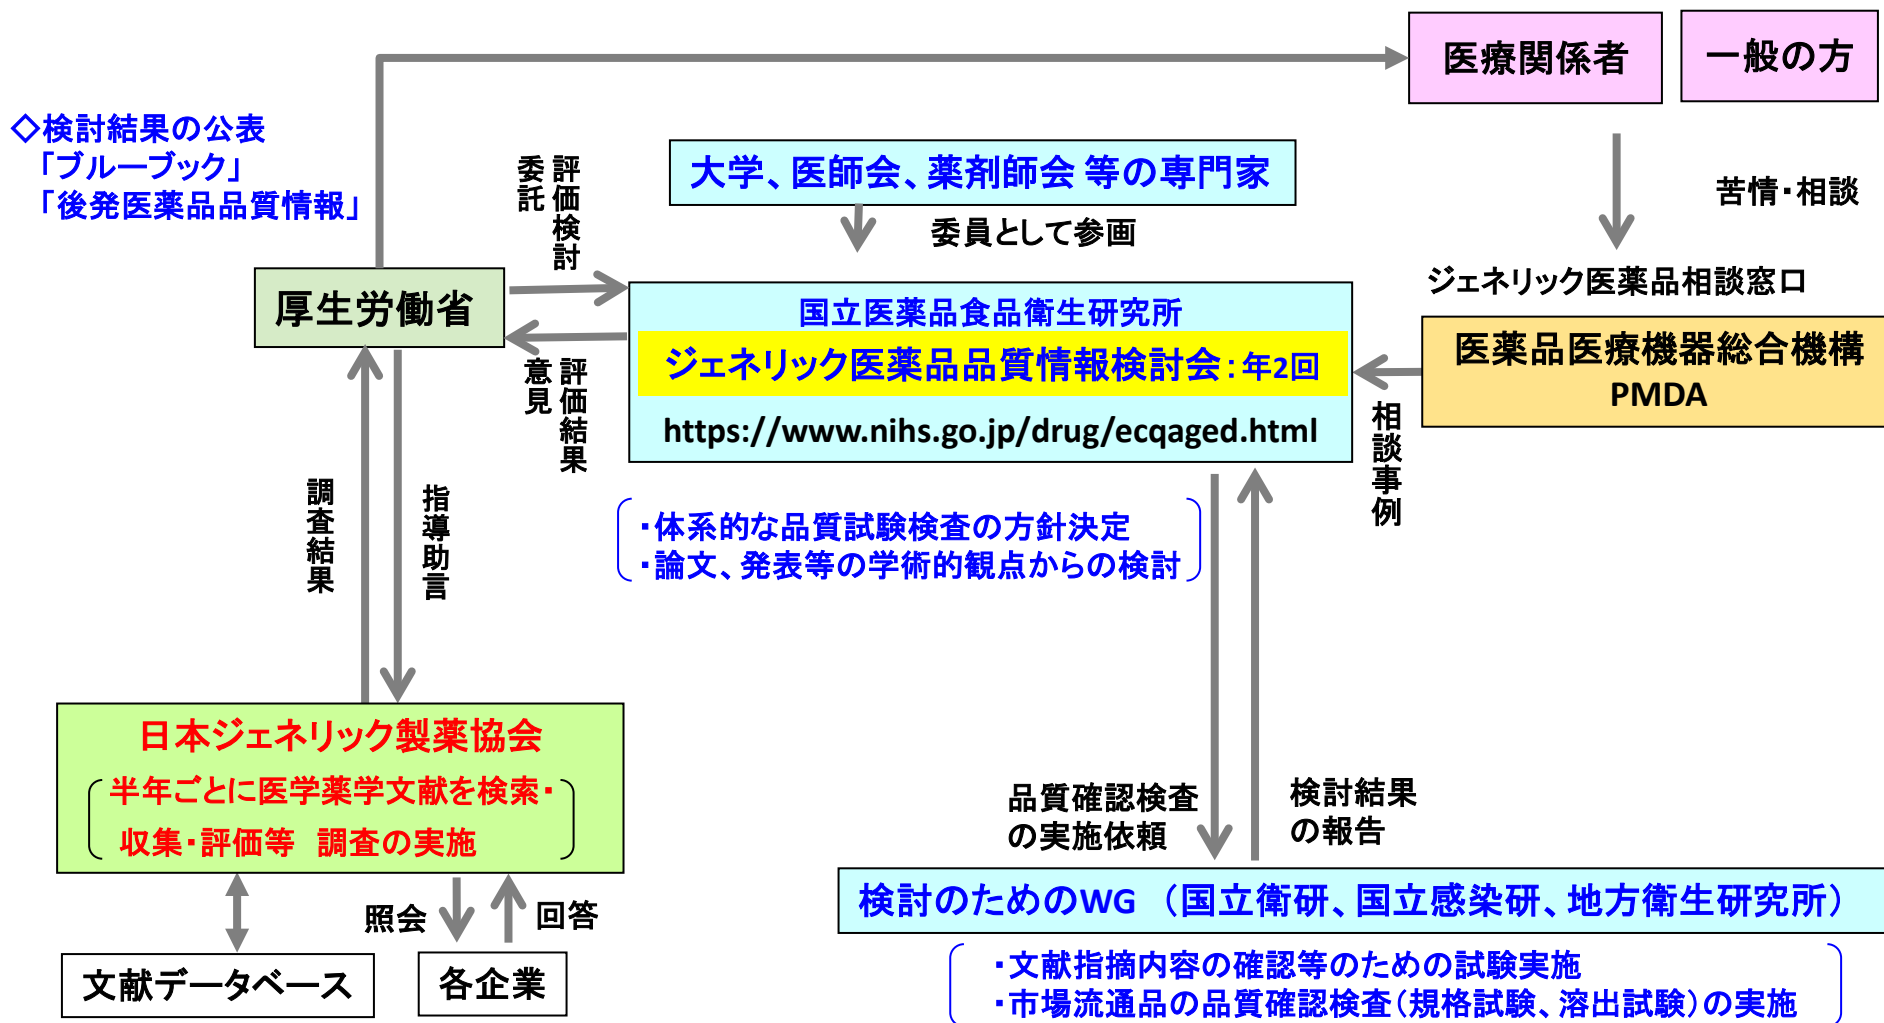 医療関係者
一般の方
◇検討結果の公表
「ブルーブック」
「後発医薬品品質情報」
評価検討
委託
大学、医師会、薬剤師会 等の専門家
委員として参画
苦情・相談
厚生労働省
ジェネリック医薬品相談窓口
国立医薬品食品衛生研究所
ジェネリック医薬品品質情報検討会：年2回
https://www.nihs.go.jp/drug/ecqaged.html
医薬品医療機器総合機構
PMDA
評価結果
意見
相談事例
調査結果
指導助言
・体系的な品質試験検査の方針決定
・論文、発表等の学術的観点からの検討
日本ジェネリック製薬協会
半年ごとに医学薬学文献を検索・
収集・評価等　調査の実施
品質確認検査
の実施依頼
検討結果
の報告
照会
回答
文献データベース
各企業
検討のためのWG （国立衛研、国立感染研、地方衛生研究所）
・文献指摘内容の確認等のための試験実施
・市場流通品の品質確認検査（規格試験、溶出試験）の実施